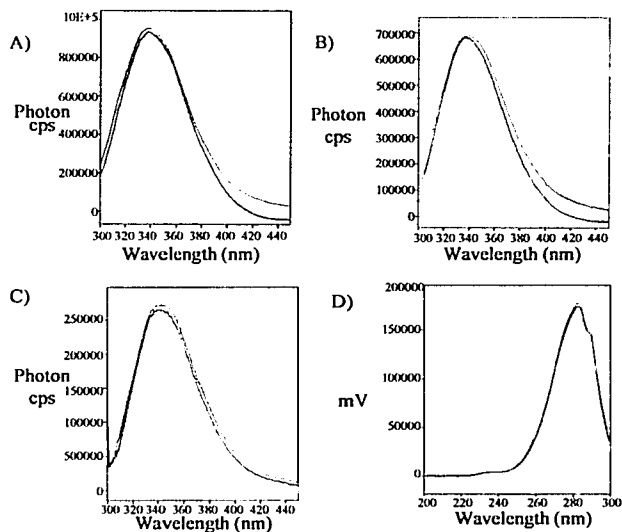 A)
Photon
cps
10E+5
800000
600000
400000
200000
0
300 320 340 360 380 400 420 440
Wavelength (nm)
B)
Photon
cps
700000
600000
500000
400000
300000
200000
100000
0
300 320 340 360 380 400 420 440
Wavelength (nm)
C)
Photon
cps
250000
200000
150000
100000
50000
0
300 320 340 360 380 400 420 440
Wavelength (nm)
D)
mV
200000
150000
100000
50000
0
200 220 240 260 280 300
Wavelength (nm)